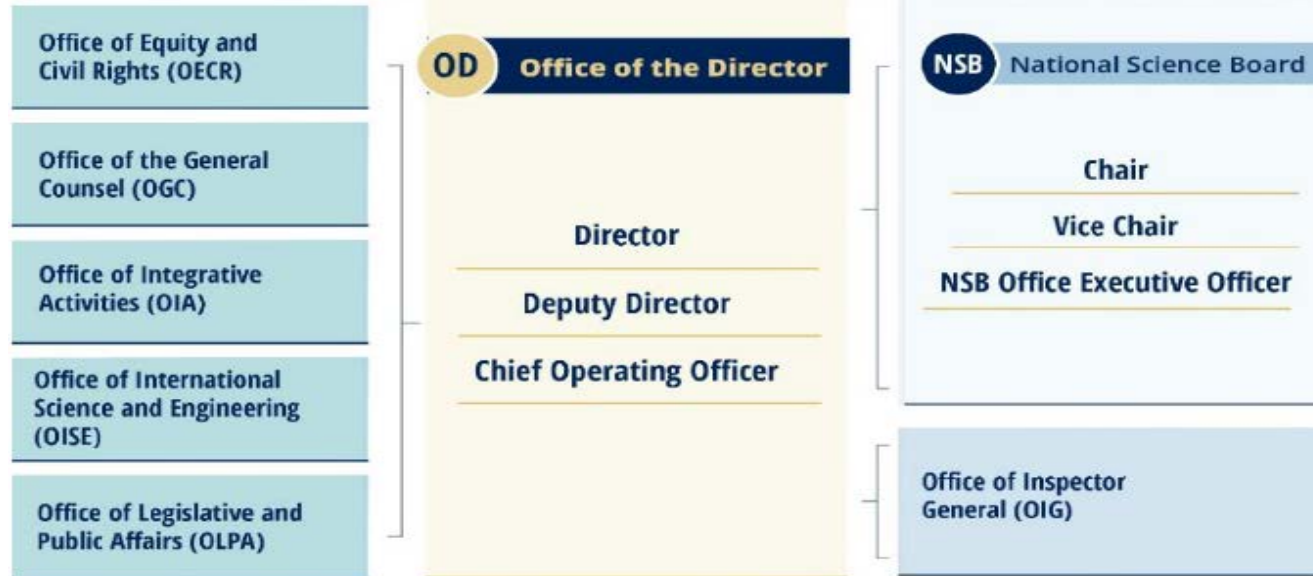 Office of Equity and
Civil Rights (OECR)
Office of the General
Counsel (OGC)
Office of Integrative
Activities (OIA)
Office of International
Science and Engineering
(OISE)
Office of Legislative and
Public Affairs (OLPA)
OD Office of the Director
Director
Deputy Director
Chief Operating Officer
NSB National Science Board
Chair
Vice Chair
NSB Office Executive Officer
Office of Inspector
General (OIG)